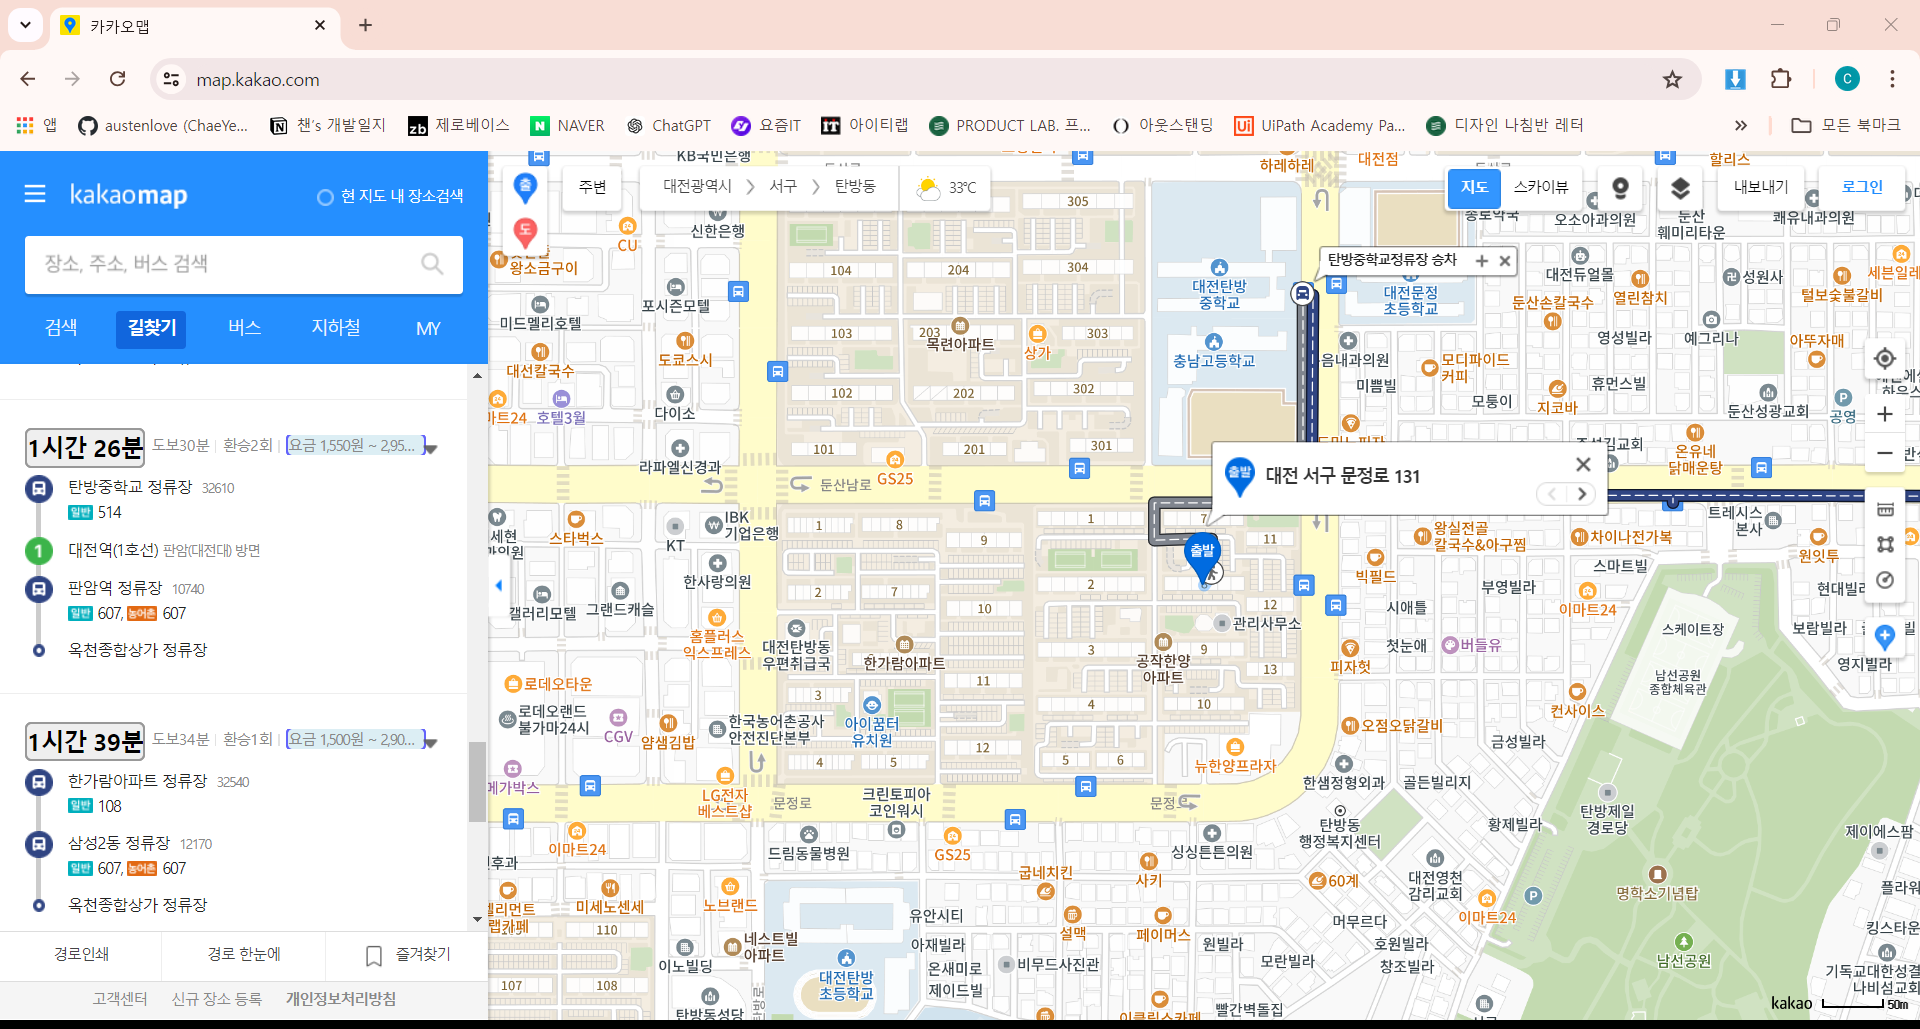 카카오맵
map.kakao.com
앱
austenlove (ChaeYe...
챈's 개발일지
제로베이스
NAVER
ChatGPT
요즘IT
아이티랩
PRODUCT LAB. 프...
아웃스탠딩
UiPath Academy Pa...
디자인 나침반 레터
모든 북마크
kakaomap
현 지도 내 장소검색
장소, 주소, 버스 검색
검색
길찾기
버스
지하철
MY
1시간 26분 도보30분 환승2회 요금 1,550원 ~ 2,95...
탄방중학교 정류장 32610
일반 514
1 대전역(1호선) 판암(대전대) 방면
판암역 정류장 10740
일반 607, 농어촌 607
옥천종합상가 정류장
1시간 39분 도보34분 환승1회 요금 1,500원 ~ 2,90...
한가람아파트 정류장 32540
일반 108
삼성2동 정류장 12170
일반 607, 농어촌 607
옥천종합상가 정류장
경로인쇄
경로 한눈에
즐겨찾기
고객센터
신규 장소 등록
개인정보처리방침
출
도
주변
대전광역시
서구
탄방동
33℃
지도
스카이뷰
내보내기
로그인
KB국민은행
하레하레
대전점
할리스
신한은행
CU
왕소금구이
305
104
204
304
포시즌모텔
미드멜리호텔
103
203
목련아파트
상가
303
도쿄스시
대선칼국수
102
202
302
호텔3월
다이소
101
201
301
라파엘신경과
GS25
둔산남로
대전탄방
중학교
충남고등학교
탄방중학교정류장 승차
대전문정
초등학교
오소아과의원
둔산
훼미리타운
쾌유내과의원
대전듀얼몰
성원사
세븐일레
둔산손칼국수
열린참치
털보숯불갈비
영성빌라
예그리나
아뚜자매
모디파이드
커피
미쁨빌
휴먼스빌
모퉁이
지코바
둔산성광교회
공영
온유네
닭매운탕
출발
대전 서구 문정로 131
출발
IBK
기업은행
KT
스타벅스
한사랑의원
갤러리모텔
그랜드캐슬
홈플러스
익스프레스
대전탄방동
우편취급국
한가람아파트
1
8
9
2
7
10
11
3
12
4
5
1
7
11
2
12
관리사무소
3
9
공작한양
아파트
13
4
10
5
6
뉴한양프라자
아이꿈터
유치원
로데오타운
로데오랜드
불가마24시
CGV
얌샘김밥
한국농어촌공사
안전진단본부
메가박스
LG전자
베스트샵
문정로
크린토피아
코인워시
왕실전골
칼국수&아구찜
차이나전가복
트레시스
본사
원잇투
빅필드
스마트빌
부영빌라
현대빌라
시애틀
이마트24
스케이트장
보람빌라
첫눈애
버들유
피자헛
영지빌라
남선공원
종합체육관
컨사이스
오점오닭갈비
금성빌라
한샘정형외과
골든빌리지
탄방동
행정복지센터
황제빌라
탄방제일
경로당
제이에스팜
이마트24
드림동물병원
GS25
싱싱튼튼의원
굽네치킨
사키
60계
대전영천
감리교회
명학소기념탑
미세노센세
노브랜드
유안시티
설맥
페이머스
머무르다
이마트24
110
네스트빌
아파트
이노빌딩
아재빌라
원빌라
호원빌라
남선공원
대전탄방
초등학교
온새미로
제이드빌
비무드사진관
모란빌라
창조빌라
107
108
탄방동성당
이클립스카페
빨간벽돌집
킹스타운
기독교대한성결
나비섬교회
kakao
50m